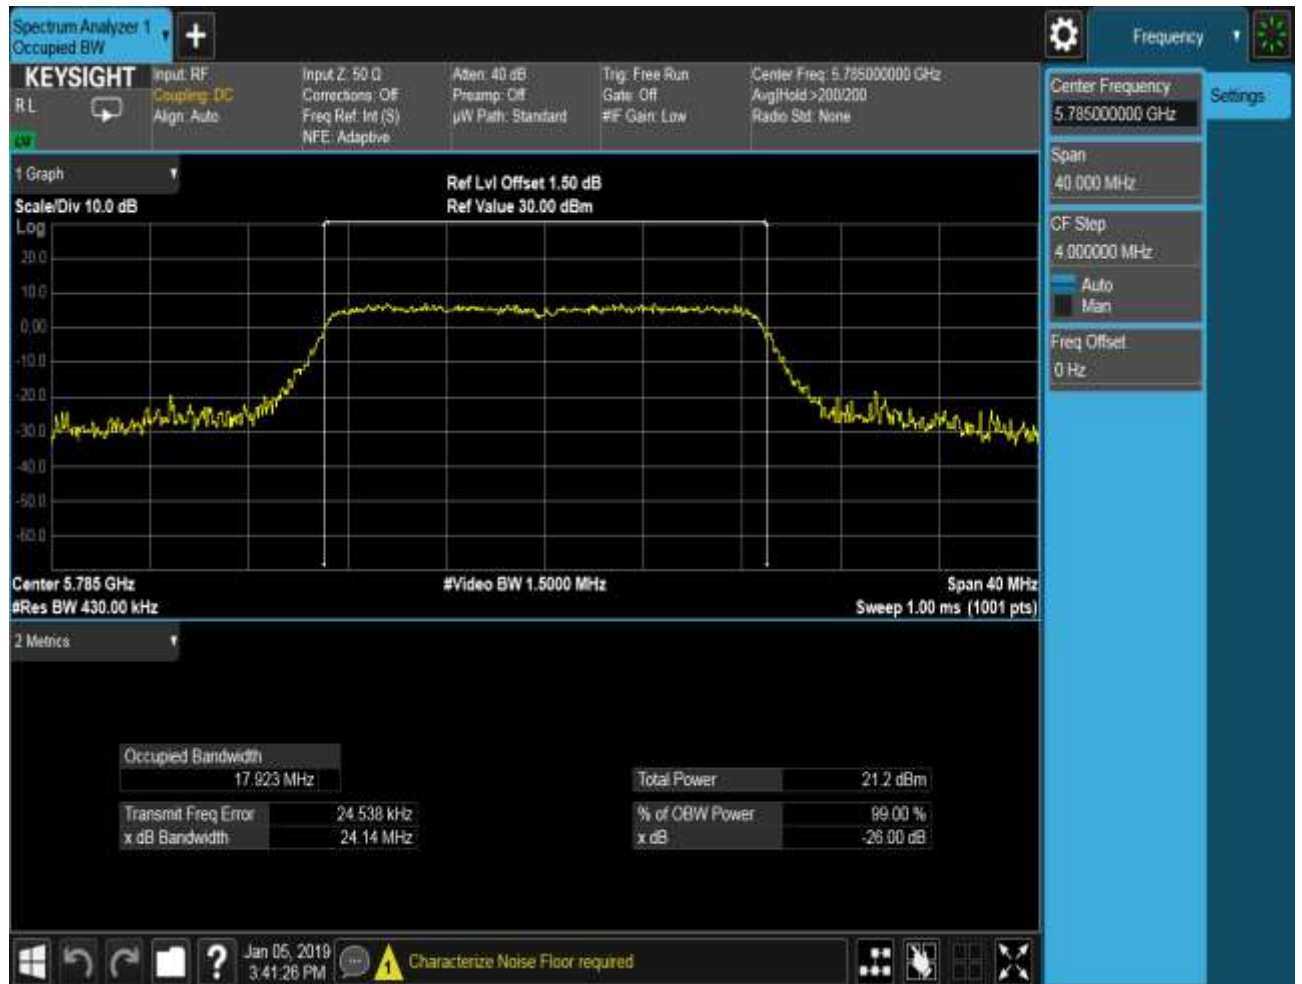 Spectrum Analyzer 1
Occupied BW
Frequency
KEYSIGHT
R L
Input: RF
Coupling: DC
Align: Auto
Input Z: 50 Ω
Corrections: Off
Freq Ref: Int (S)
NFE: Adaptive
Atten: 40 dB
Preamp: Off
µW Path: Standard
Trig: Free Run
Gate: Off
#IF Gain: Low
Center Freq: 5.785000000 GHz
Avg|Hold:>200/200
Radio Std: None
Center Frequency
5.785000000 GHz
Settings
Span
40.000 MHz
CF Step
4.000000 MHz
Auto
Man
Freq Offset
0 Hz
1 Graph
Scale/Div 10.0 dB
Ref Lvl Offset 1.50 dB
Ref Value 30.00 dBm
Log
20.0
10.0
0.00
-10.0
-20.0
-30.0
-40.0
-50.0
-60.0
Center 5.785 GHz
#Video BW 1.5000 MHz
Span 40 MHz
#Res BW 430.00 kHz
Sweep 1.00 ms (1001 pts)
2 Metrics
Occupied Bandwidth
17.923 MHz
Total Power 21.2 dBm
Transmit Freq Error 24.538 kHz
% of OBW Power 99.00 %
x dB Bandwidth 24.14 MHz
x dB -26.00 dB
?
Jan 05, 2019
3:41:26 PM
1
Characterize Noise Floor required